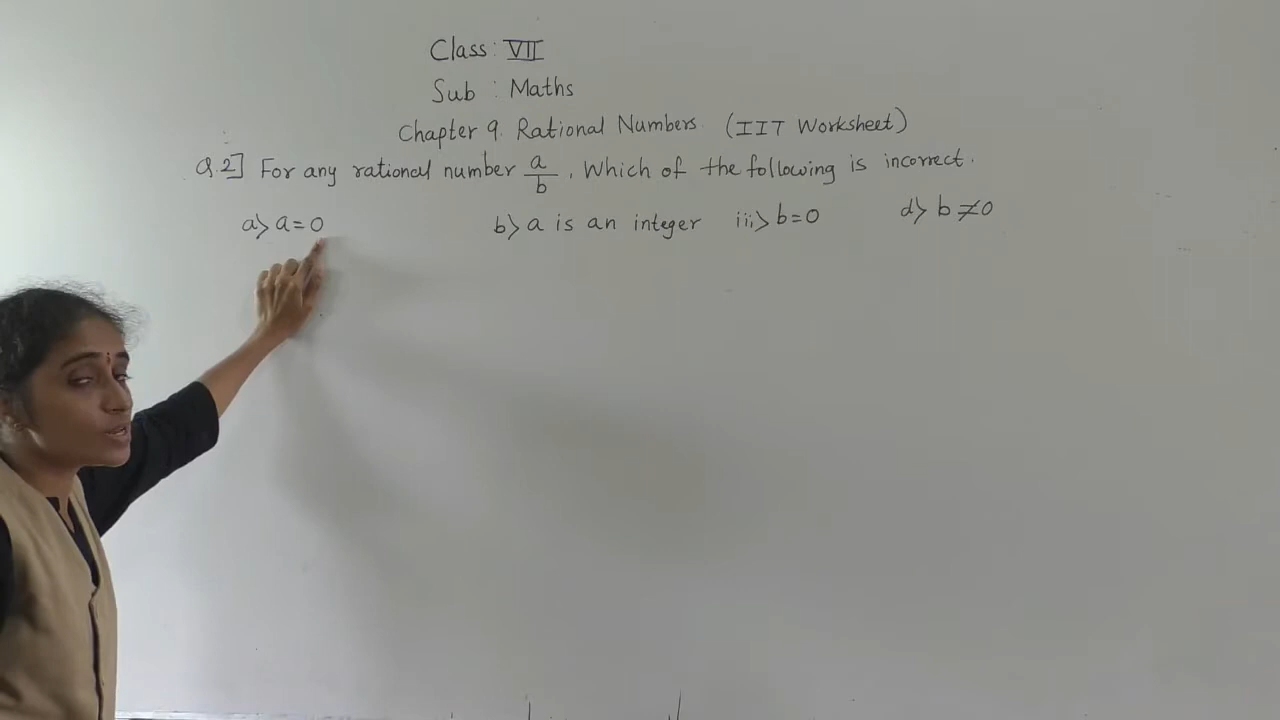 Class: VII
Sub : Maths
Chapter 9. Rational Numbers. (IIT Worksheet)
Q.2] For any rational number a/b, Which of the following is incorrect.
a> a=0 b> a is an integer iii> b=0 d> b≠0